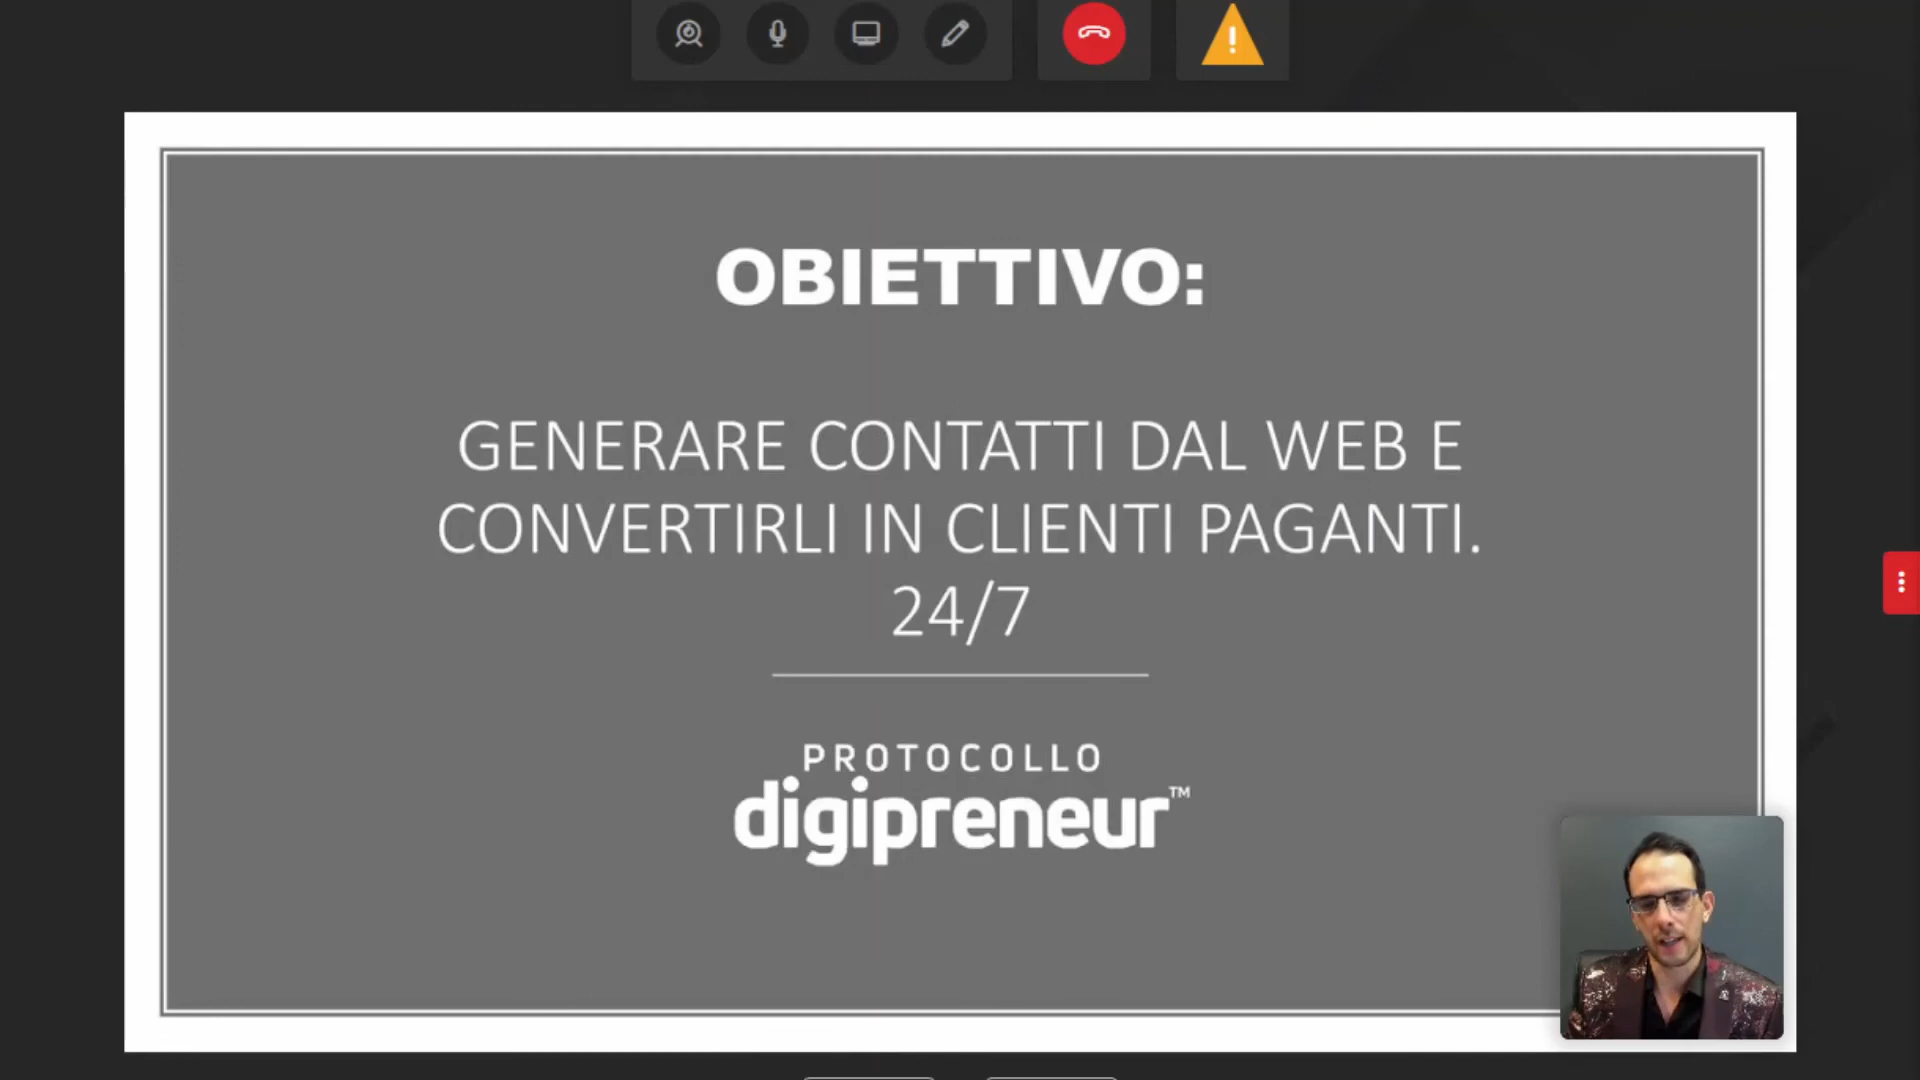 OBIETTIVO:
GENERARE CONTATTI DAL WEB E
CONVERTIRLI IN CLIENTI PAGANTI.
24/7
PROTOCOLLO
digipreneur™